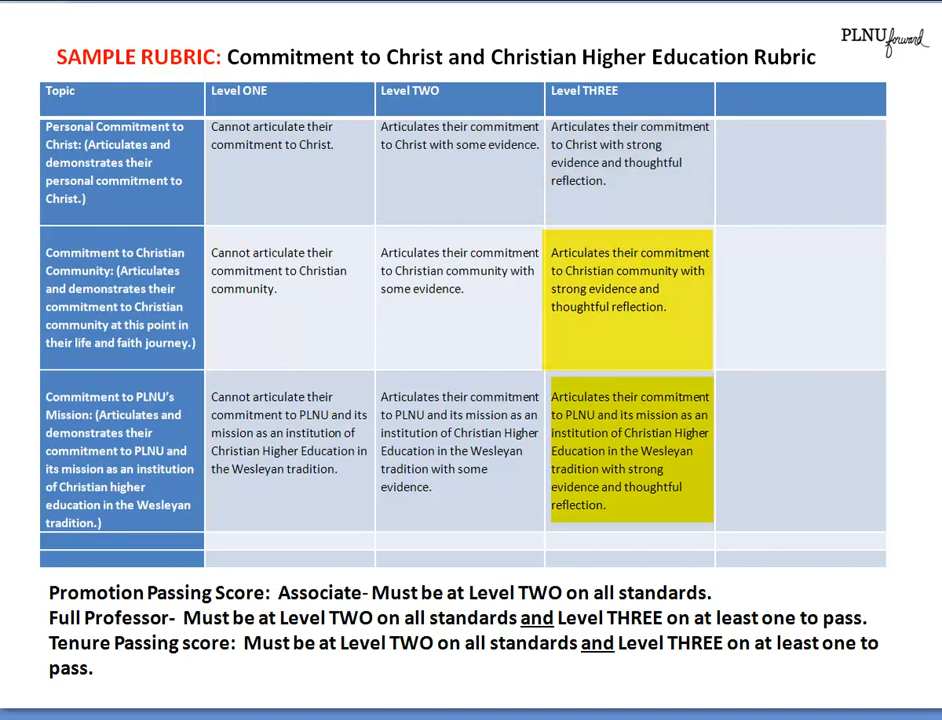 PLNU forward
SAMPLE RUBRIC: Commitment to Christ and Christian Higher Education Rubric
Topic
Level ONE
Level TWO
Level THREE
Personal Commitment to
Christ: (Articulates and
demonstrates their
personal commitment to
Christ.)
Cannot articulate their
commitment to Christ.
Articulates their commitment
to Christ with some evidence.
Articulates their commitment
to Christ with strong
evidence and thoughtful
reflection.
Commitment to Christian
Community: (Articulates
and demonstrates their
commitment to Christian
community at this point in
their life and faith journey.)
Cannot articulate their
commitment to Christian
community.
Articulates their commitment
to Christian community with
some evidence.
Articulates their commitment
to Christian community with
strong evidence and
thoughtful reflection.
Commitment to PLNU's
Mission: (Articulates and
demonstrates their
commitment to PLNU and
its mission as an institution
of Christian higher
education in the Wesleyan
tradition.)
Cannot articulate their
commitment to PLNU and its
mission as an institution of
Christian Higher Education in
the Wesleyan tradition.
Articulates their commitment
to PLNU and its mission as an
institution of Christian Higher
Education in the Wesleyan
tradition with some
evidence.
Articulates their commitment
to PLNU and its mission as an
institution of Christian Higher
Education in the Wesleyan
tradition with strong
evidence and thoughtful
reflection.
Promotion Passing Score: Associate- Must be at Level TWO on all standards.
Full Professor- Must be at Level TWO on all standards and Level THREE on at least one to pass.
Tenure Passing score: Must be at Level TWO on all standards and Level THREE on at least one to
pass.